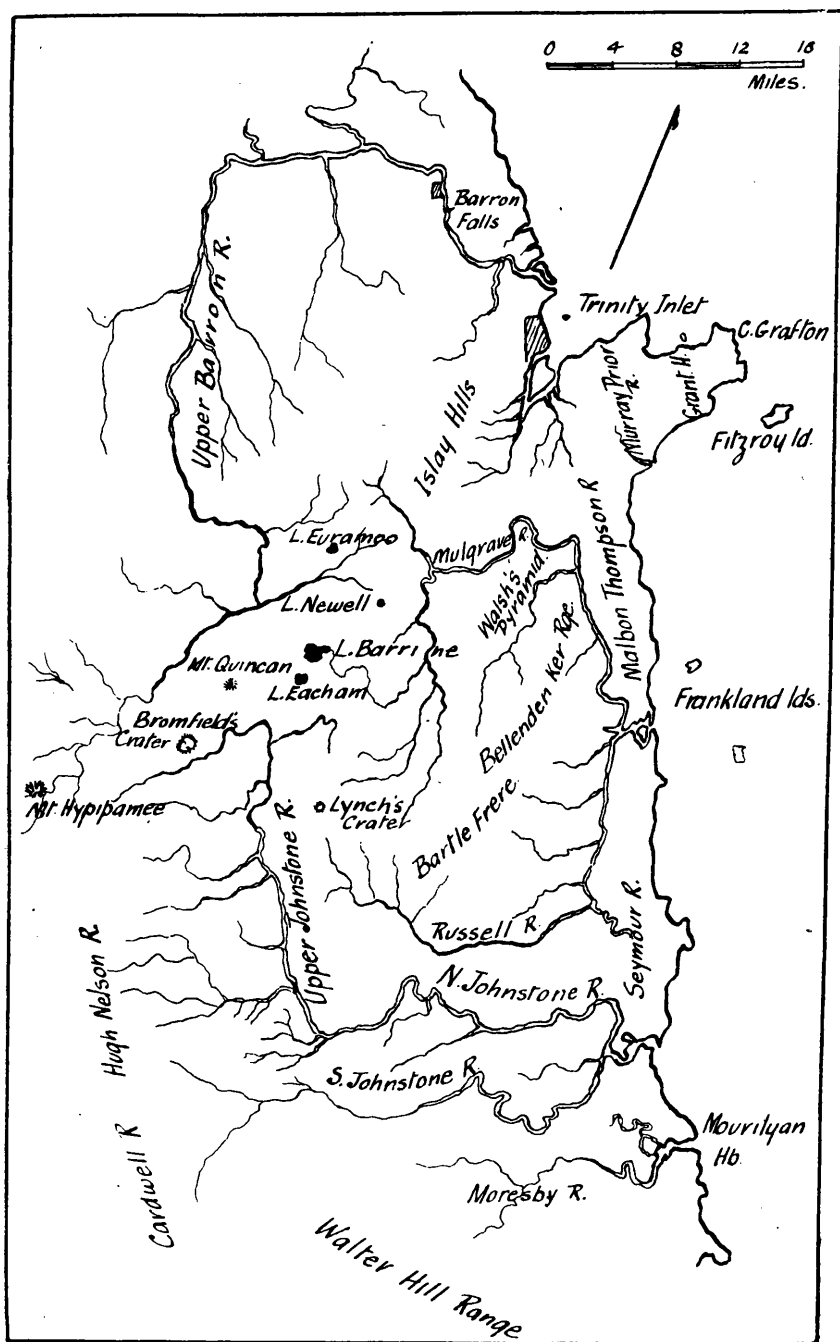 0 4 8 12 16
Miles.
Barron
Falls
Upper Barron R.
Trinity Inlet
C. Grafton
Murray Prior
R.
Grant H.
Fitzroy Id.
Islay Hills
L. Euramoo
Mulgrave R.
Walsh's
Pyramid.
Malbon Thompson R
L. Newell
L. Barrine
Mt. Quincan
L. Eacham
Bellenden Ker Rge.
Frankland Ids.
Bromfield's
Crater
Mt. Hypipamee
Lynch's
Crater
Bartle Frere.
Upper Johnstone R.
Russell R.
Seymour R.
Hugh Nelson R.
N. Johnstone R.
S. Johnstone R.
Cardwell R
Mourilyan
Hb.
Moresby R.
Walter Hill Range